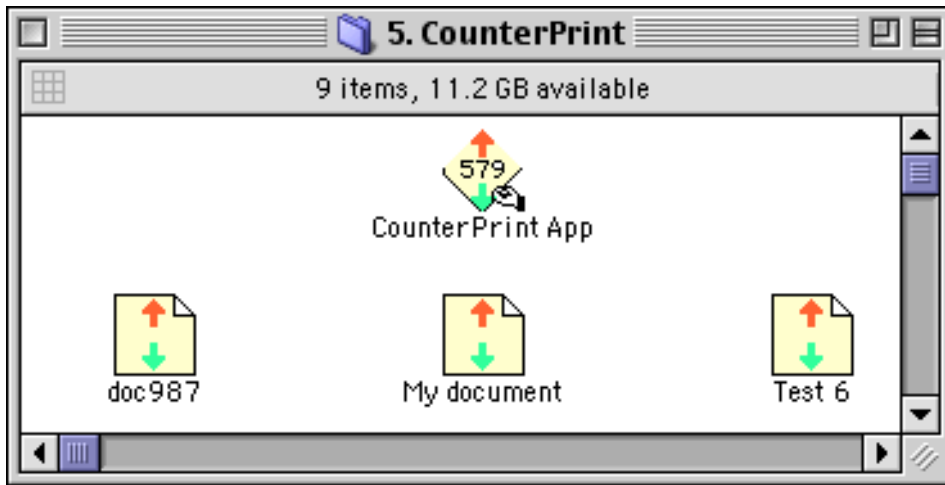 5. CounterPrint
9 items, 11.2 GB available
579
CounterPrint App
doc987
My document
Test 6